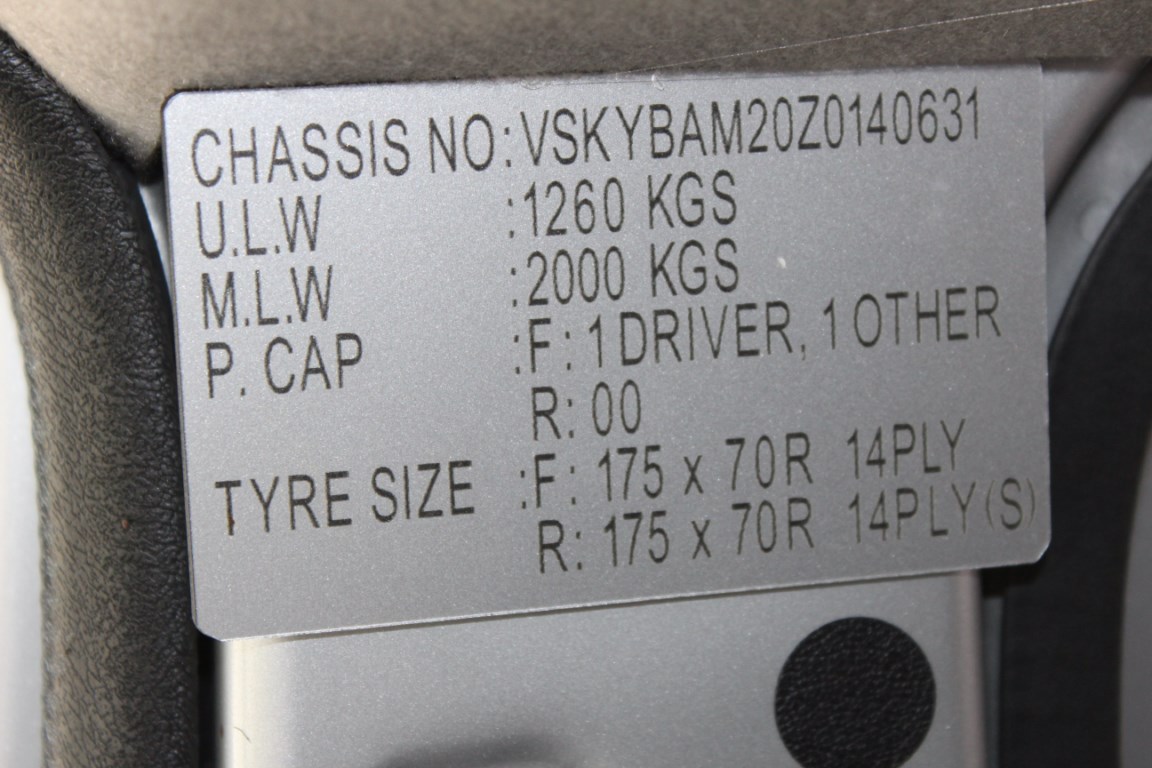 CHASSIS NO: VSKYBAM20Z0140631
U.L.W :1260 KGS
M.L.W :2000 KGS
P. CAP :F: 1 DRIVER, 1 OTHER
R: 00
TYRE SIZE :F: 175 x 70R 14PLY
R: 175 x 70R 14PLY(S)